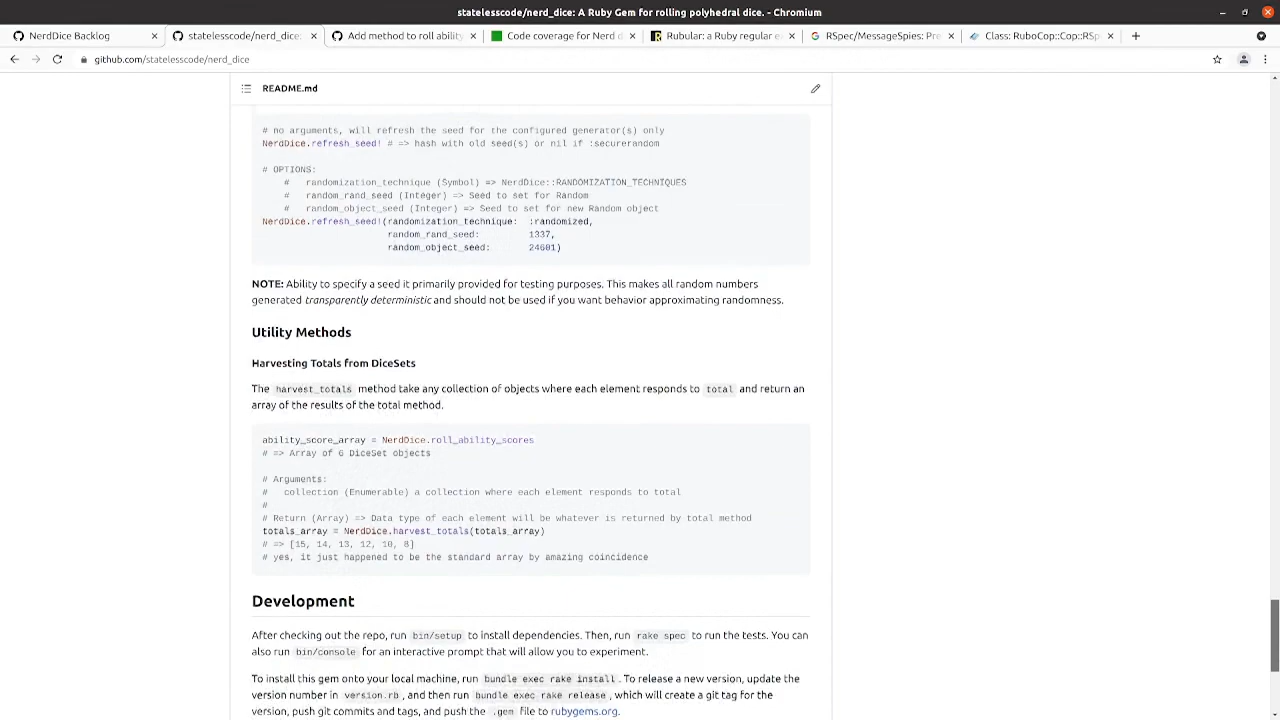 statelesscode/nerd_dice: A Ruby Gem for rolling polyhedral dice. - Chromium
NerdDice Backlog
statelesscode/nerd_dice:
Add method to roll ability
Code coverage for Nerd d
Rubular: a Ruby regular e
RSpec/MessageSpies: Pre
Class: RuboCop::Cop::RSp
github.com/statelesscode/nerd_dice
README.md
# no arguments, will refresh the seed for the configured generator(s) only
NerdDice.refresh_seed! # => hash with old seed(s) or nil if :securerandom
# OPTIONS:
# randomization_technique (Symbol) => NerdDice::RANDOMIZATION_TECHNIQUES
# random_rand_seed (Integer) => Seed to set for Random
# random_object_seed (Integer) => Seed to set for new Random object
NerdDice.refresh_seed!(randomization_technique: :randomized,
random_rand_seed: 1337,
random_object_seed: 24601)
NOTE: Ability to specify a seed it primarily provided for testing purposes. This makes all random numbers
generated transparently deterministic and should not be used if you want behavior approximating randomness.
Utility Methods
Harvesting Totals from DiceSets
The harvest_totals method take any collection of objects where each element responds to total and return an
array of the results of the total method.
ability_score_array = NerdDice.roll_ability_scores
# => Array of 6 DiceSet objects
# Arguments:
# collection (Enumerable) a collection where each element responds to total
#
# Return (Array) => Data type of each element will be whatever is returned by total method
totals_array = NerdDice.harvest_totals(totals_array)
# => [15, 14, 13, 12, 10, 8]
# yes, it just happened to be the standard array by amazing coincidence
Development
After checking out the repo, run bin/setup to install dependencies. Then, run rake spec to run the tests. You can
also run bin/console for an interactive prompt that will allow you to experiment.
To install this gem onto your local machine, run bundle exec rake install. To release a new version, update the
version number in version.rb, and then run bundle exec rake release, which will create a git tag for the
version, push git commits and tags, and push the .gem file to rubygems.org.